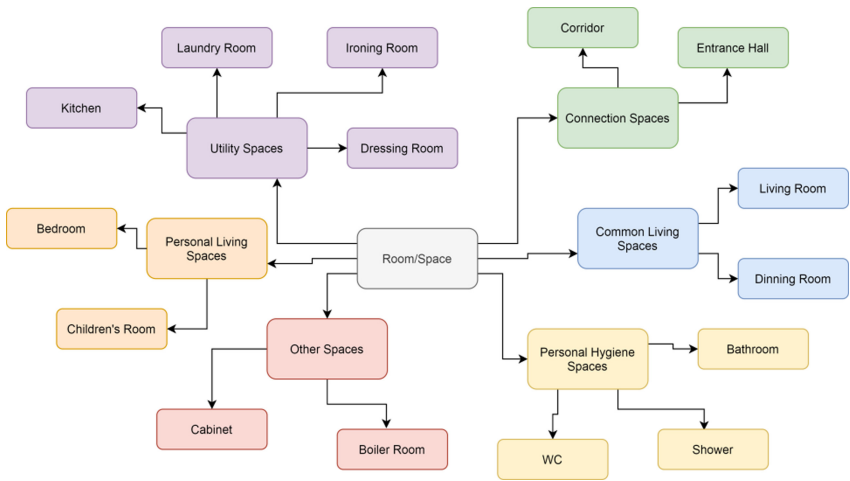 Corridor
Laundry Room
Ironing Room
Entrance Hall
Kitchen
Connection Spaces
Utility Spaces
Dressing Room
Living Room
Bedroom
Personal Living
Spaces
Common Living
Spaces
Room/Space
Dinning Room
Children's Room
Other Spaces
Personal Hygiene
Spaces
Bathroom
Cabinet
Boiler Room
WC
Shower